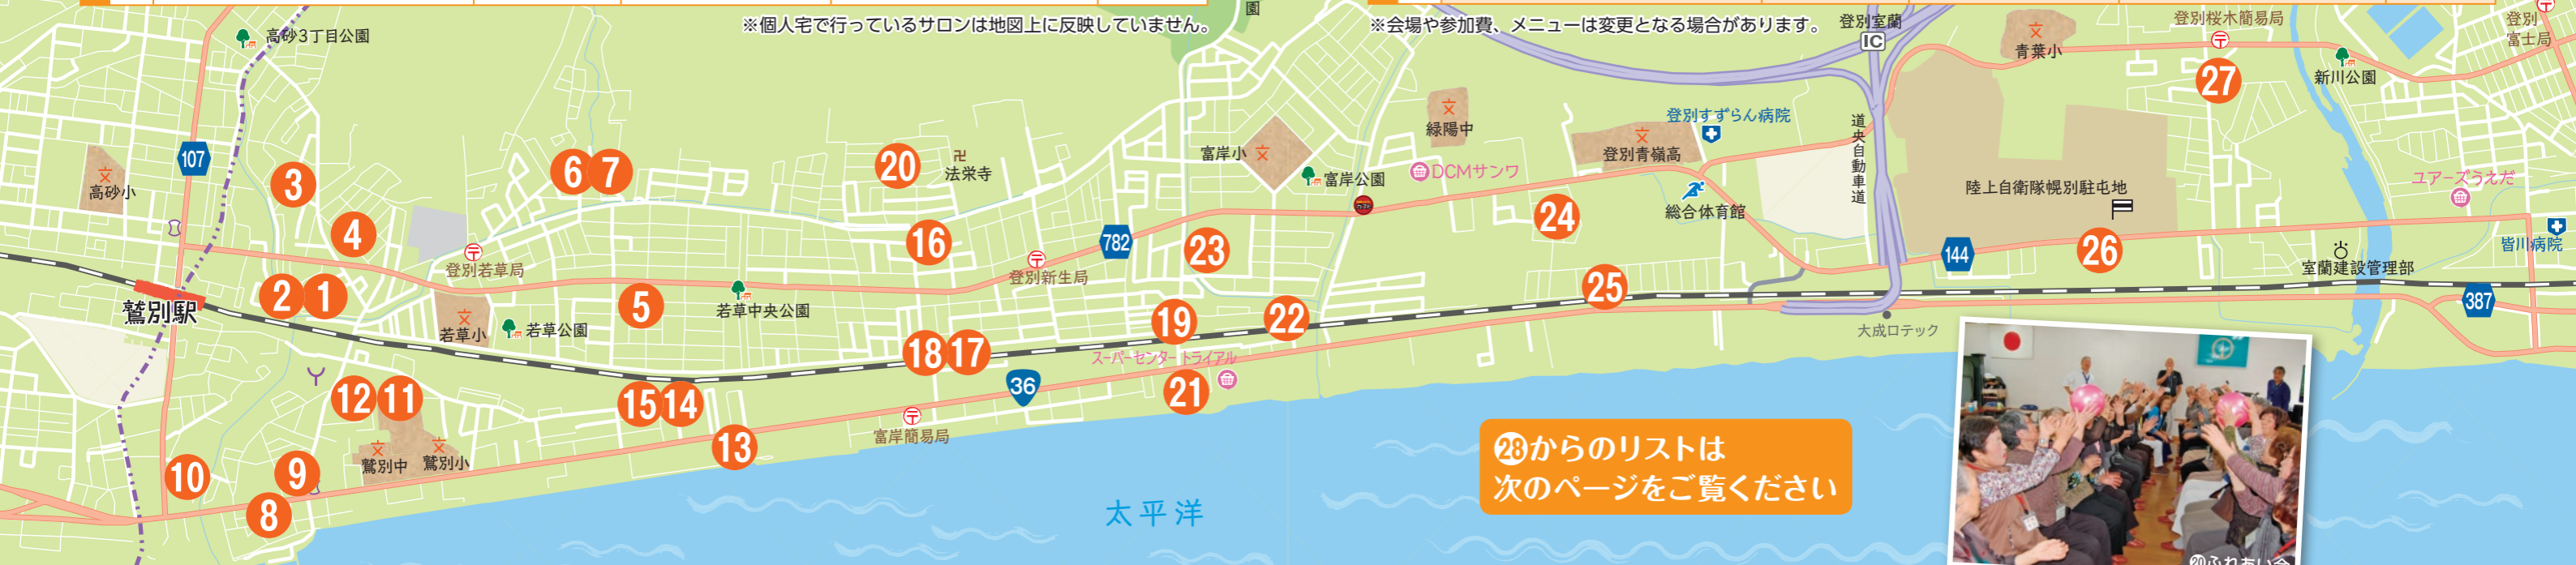 ※個人宅で行っているサロンは地図上に反映していません。
※会場や参加費、メニューは変更となる場合があります。
園
高砂3丁目公園
登別室蘭
IC
青葉小
登別桜木簡易局
登別
富士局
新川公園
27
107
高砂小
3
4
6
7
20
法栄寺
富岸小
富岸公園
緑陽中
DCMサンワ
登別すずらん病院
登別青嶺高
総合体育館
道央自動車道
陸上自衛隊幌別駐屯地
ユアーズうえだ
皆川病院
24
26
144
室蘭建設管理部
387
登別若草局
16
登別新生局
782
23
25
鷲別駅
2
1
若草小
若草公園
5
若草中央公園
18
17
19
22
スーパーセンタートライアル
21
36
大成ロテック
12
11
15
14
13
富岸簡易局
鷲別中
鷲別小
10
9
8
太平洋
㉘からのリストは
次のページをご覧ください
⑳ふれあい会